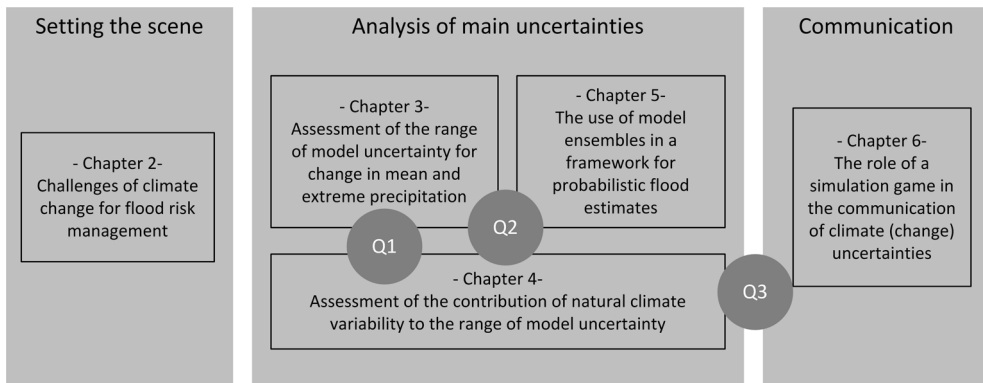 Setting the scene
- Chapter 2-
Challenges of climate
change for flood risk
management
Analysis of main uncertainties
- Chapter 3-
Assessment of the range
of model uncertainty for
change in mean and
extreme precipitation
- Chapter 5-
The use of model
ensembles in a
framework for
probabilistic flood
estimates
Q1
Q2
- Chapter 4-
Assessment of the contribution of natural climate
variability to the range of model uncertainty
Q3
Communication
- Chapter 6-
The role of a
simulation game in
the communication
of climate (change)
uncertainties